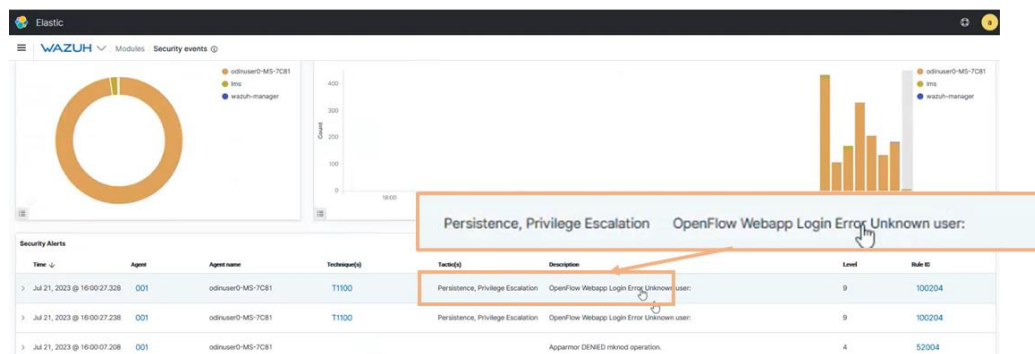 Elastic
a
WAZUH Modules Security events
odinuser0-MS-7C81
lms
wazuh-manager
Count
400
300
200
100
0
18:00
odinuser0-MS-7C81
lms
wazuh-manager
Persistence, Privilege Escalation OpenFlow Webapp Login Error Unknown user:
Security Alerts
Time Agent Agent name Technique(s) Tactic(s) Description Level Rule ID
Jul 21, 2023 @ 16:00:27.328 001 odinuser0-MS-7C81 T1100 Persistence, Privilege Escalation OpenFlow Webapp Login Error Unknown user: 9 100204
Jul 21, 2023 @ 16:00:27.238 001 odinuser0-MS-7C81 T1100 Persistence, Privilege Escalation OpenFlow Webapp Login Error Unknown user: 9 100204
Jul 21, 2023 @ 16:00:07.208 001 odinuser0-MS-7C81 Apparmor DENIED mknod operation. 4 52004